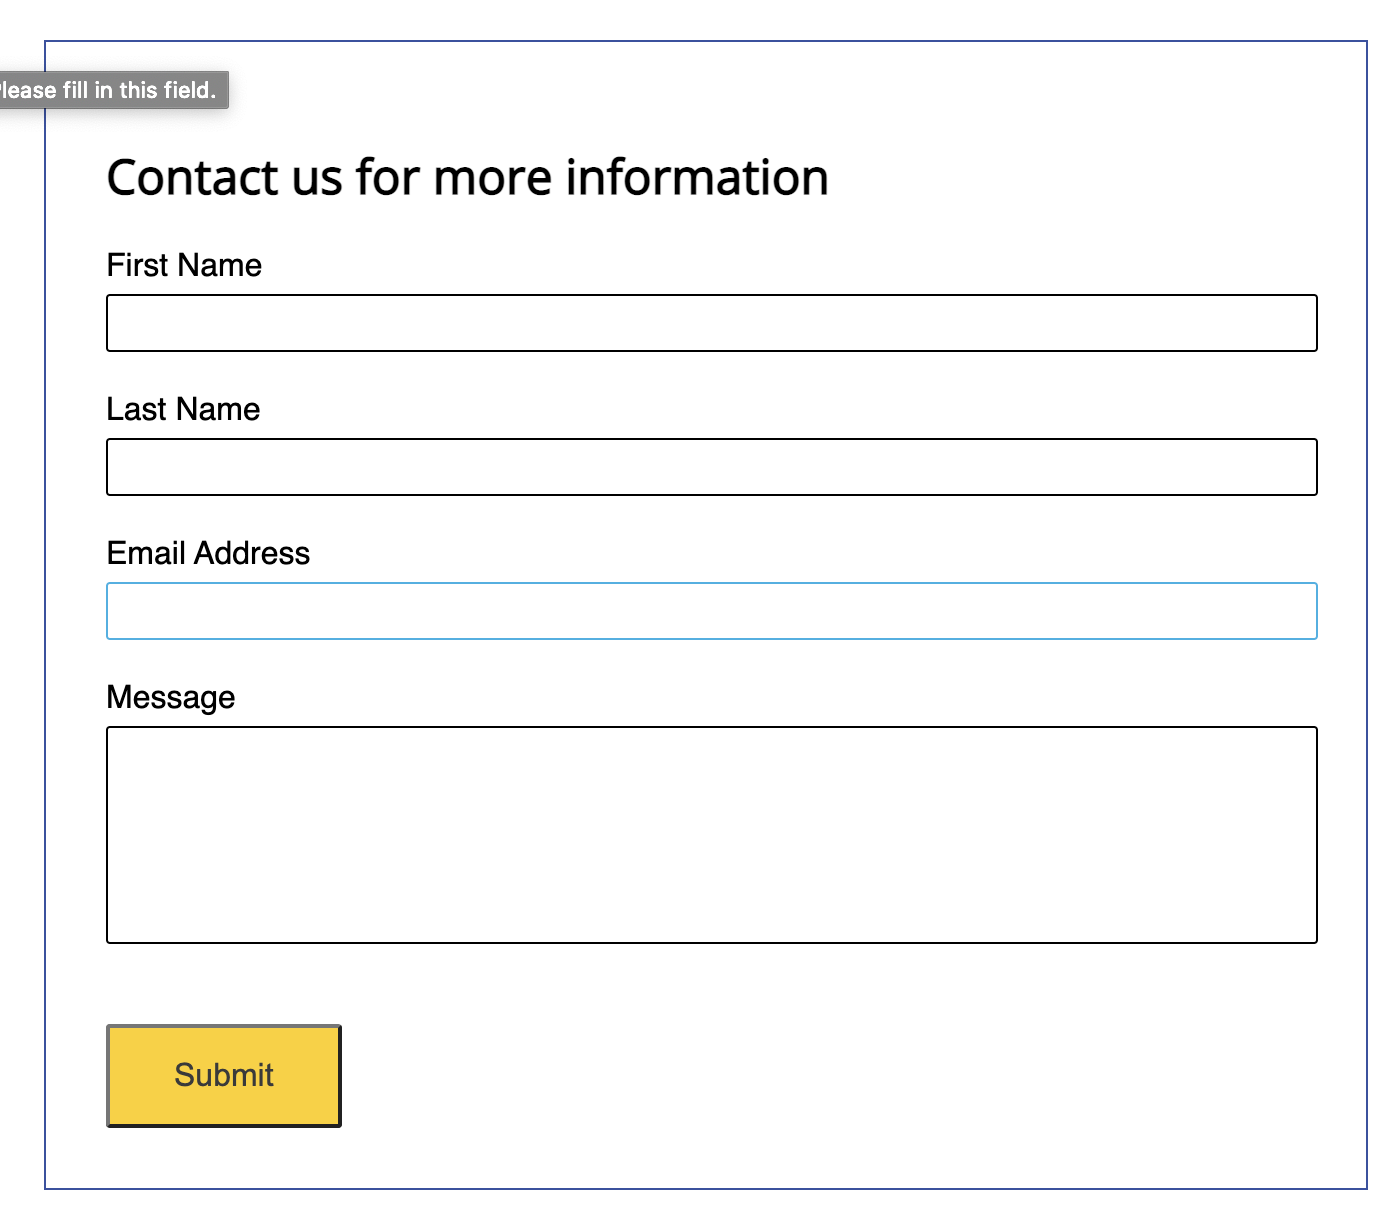 lease fill in this field.
Contact us for more information
First Name
Last Name
Email Address
Message
Submit